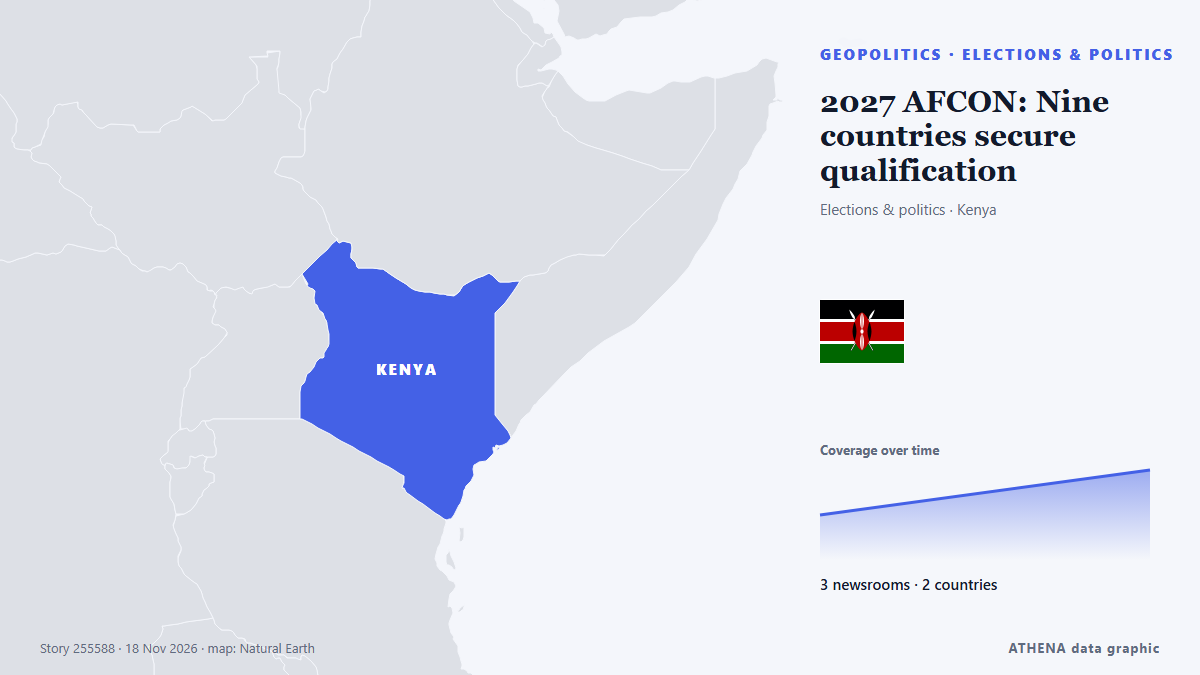 GEOPOLITICS · ELECTIONS & POLITICS
2027 AFCON: Nine
countries secure
qualification
Elections & politics · Kenya
KENYA
Coverage over time
3 newsrooms · 2 countries
Story 255588 · 18 Nov 2026 · map: Natural Earth
ATHENA data graphic